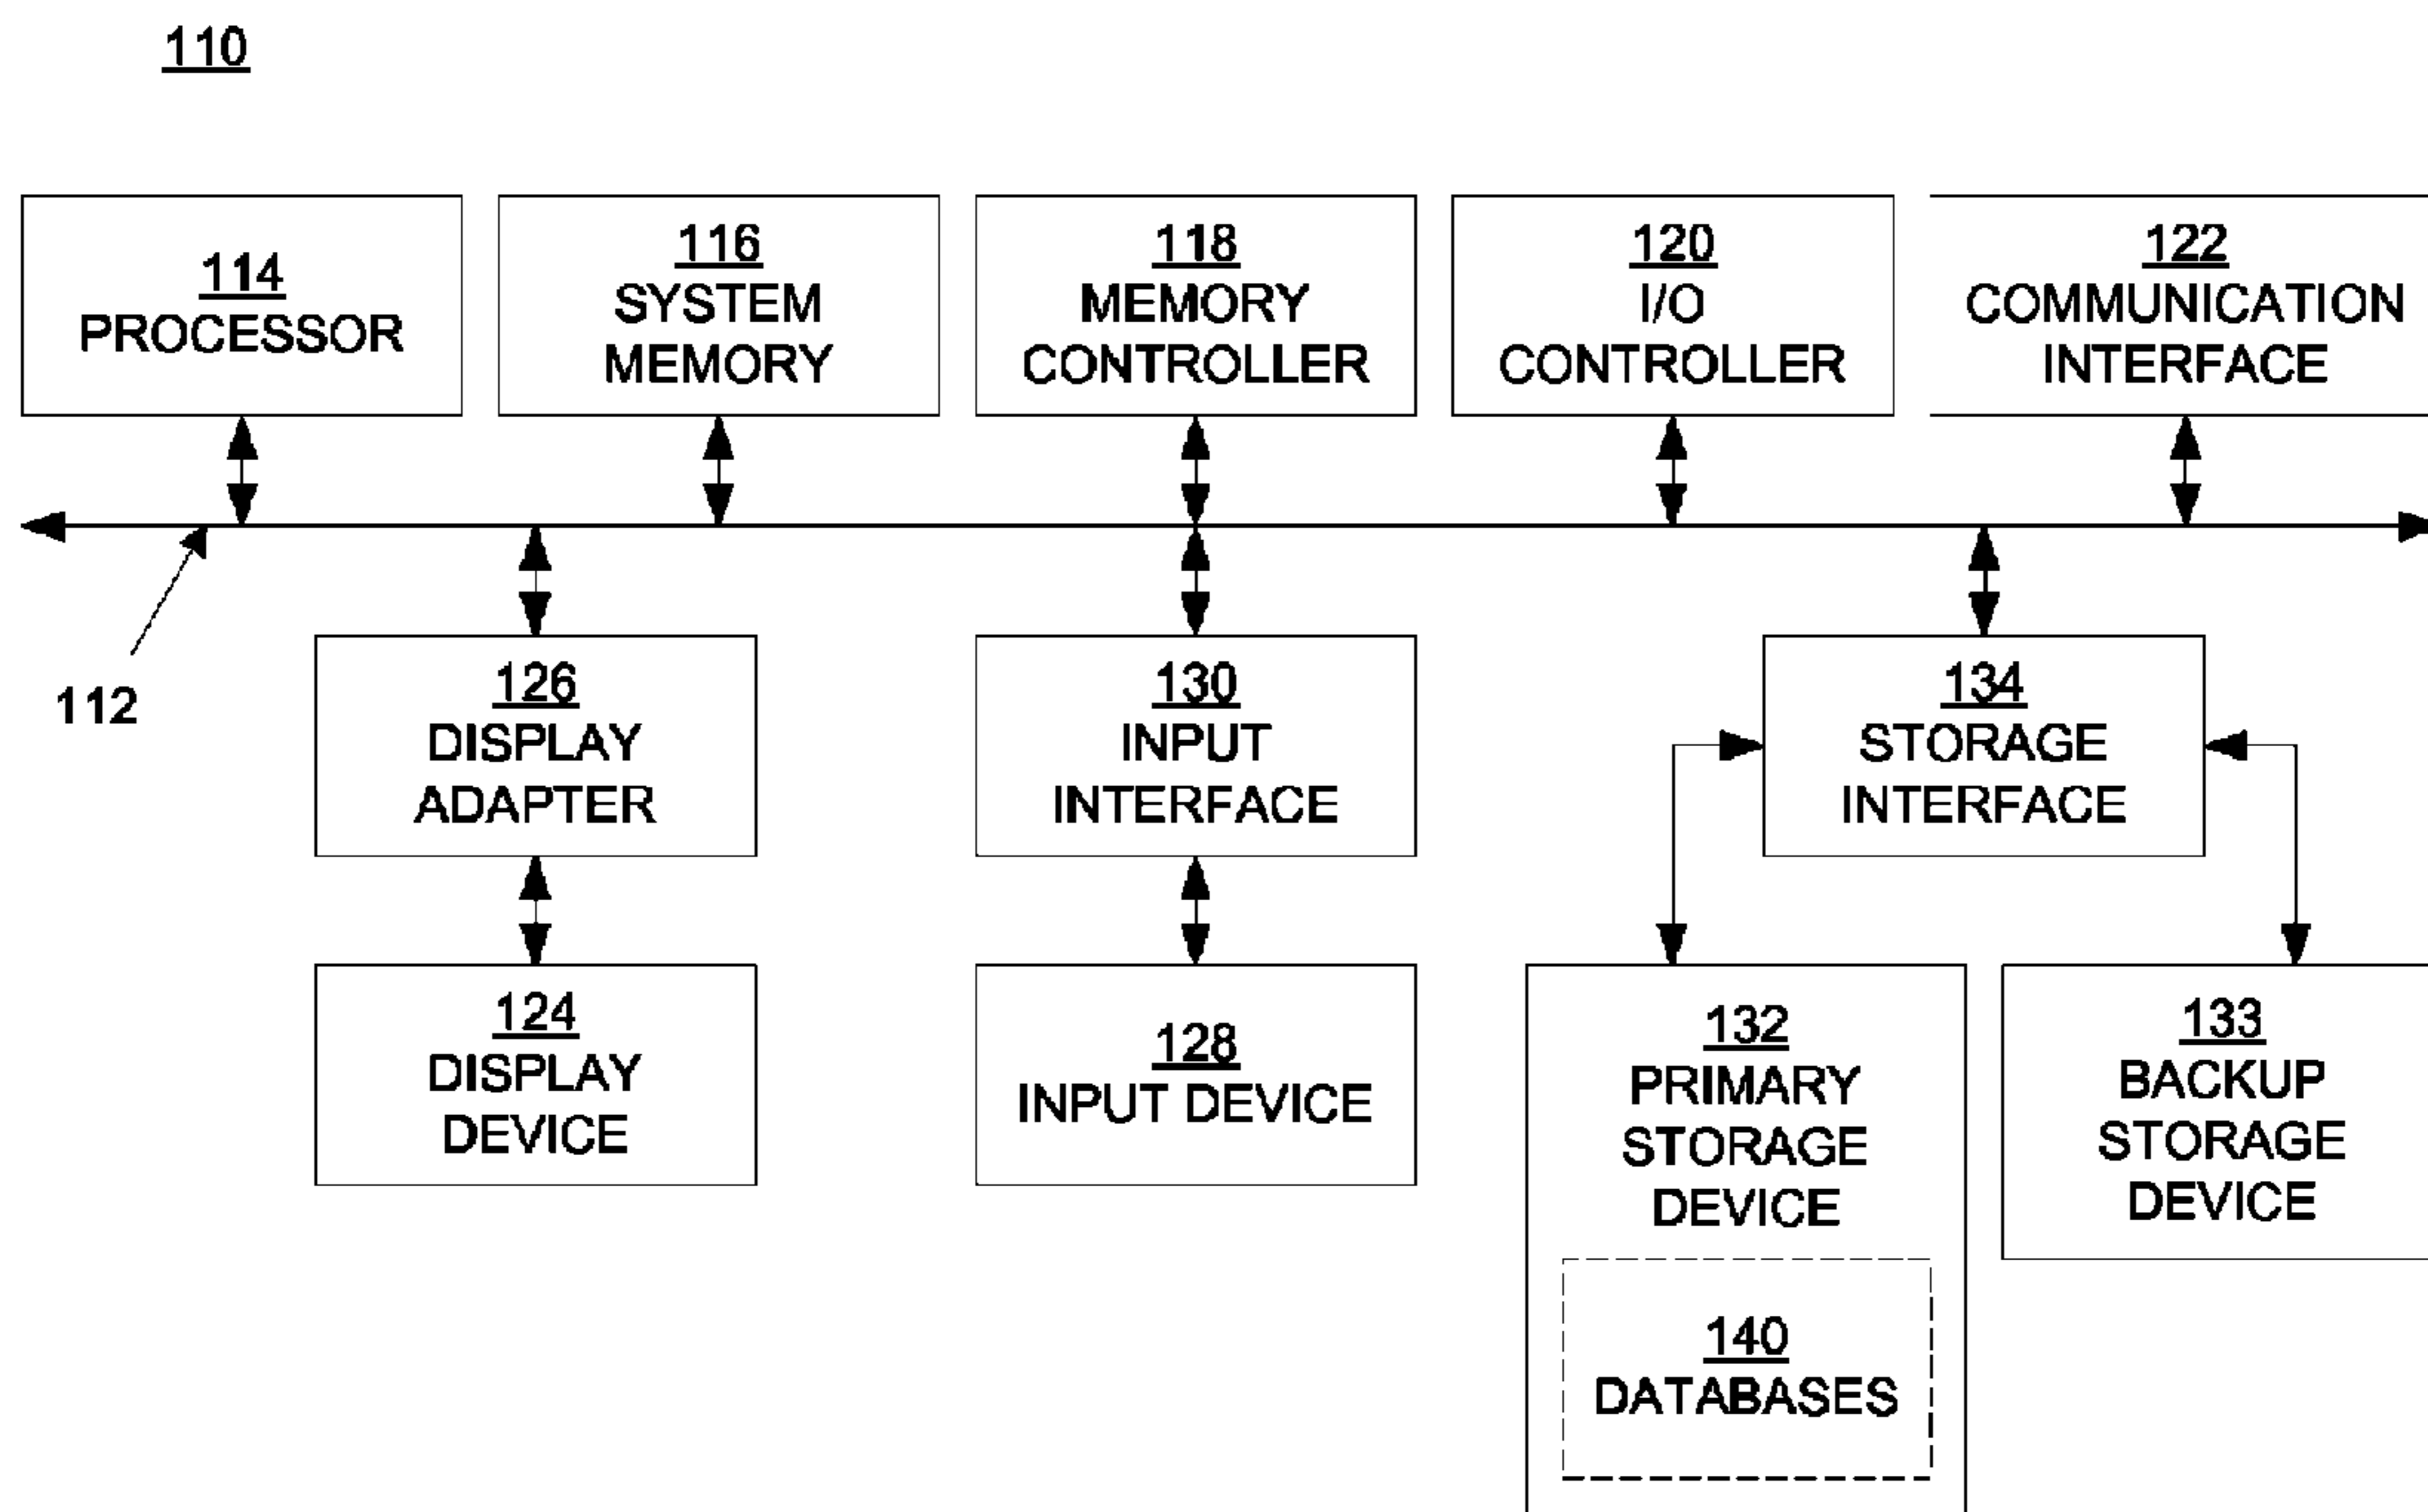 110
114
PROCESSOR
116
SYSTEM
MEMORY
118
MEMORY
CONTROLLER
120
I/O
CONTROLLER
122
COMMUNICATION
INTERFACE
112
126
DISPLAY
ADAPTER
130
INPUT
INTERFACE
134
STORAGE
INTERFACE
124
DISPLAY
DEVICE
128
INPUT DEVICE
132
PRIMARY
STORAGE
DEVICE
133
BACKUP
STORAGE
DEVICE
140
DATABASES